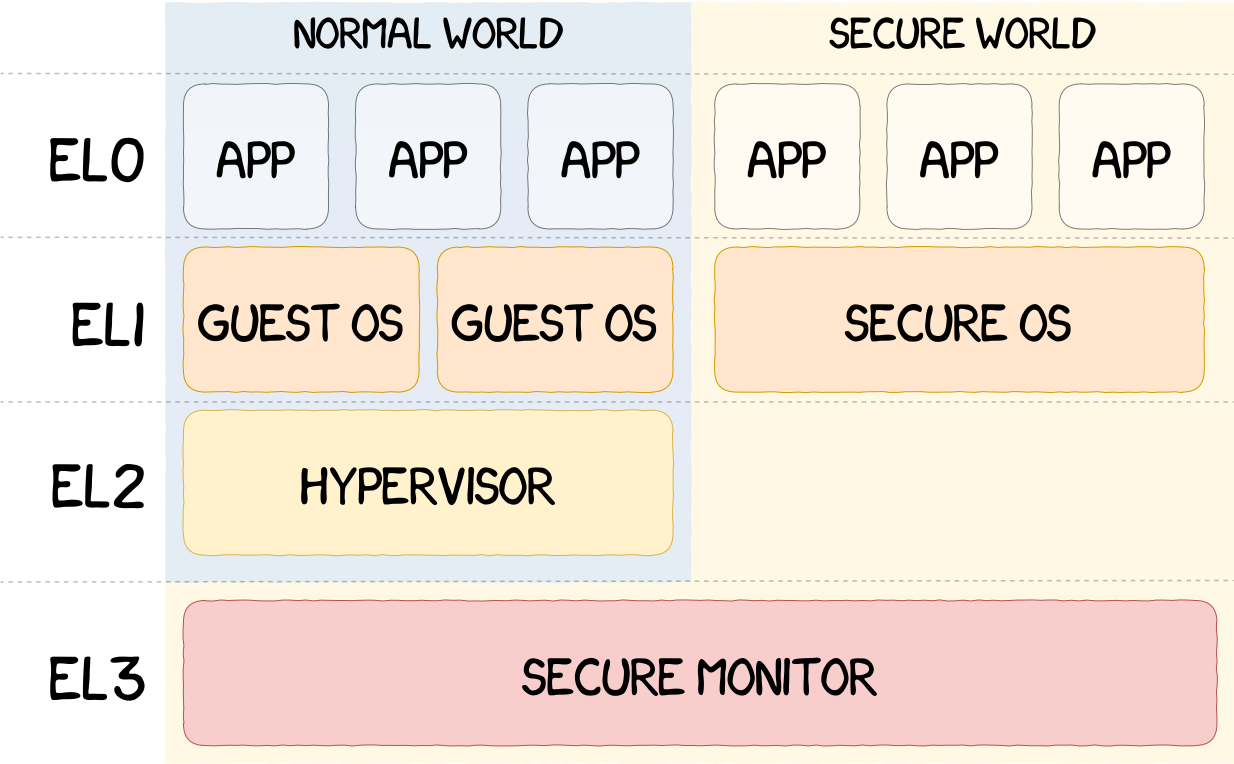 NORMAL WORLD SECURE WORLD
EL0 APP APP APP APP APP APP
EL1 GUEST OS GUEST OS SECURE OS
EL2 HYPERVISOR
EL3 SECURE MONITOR